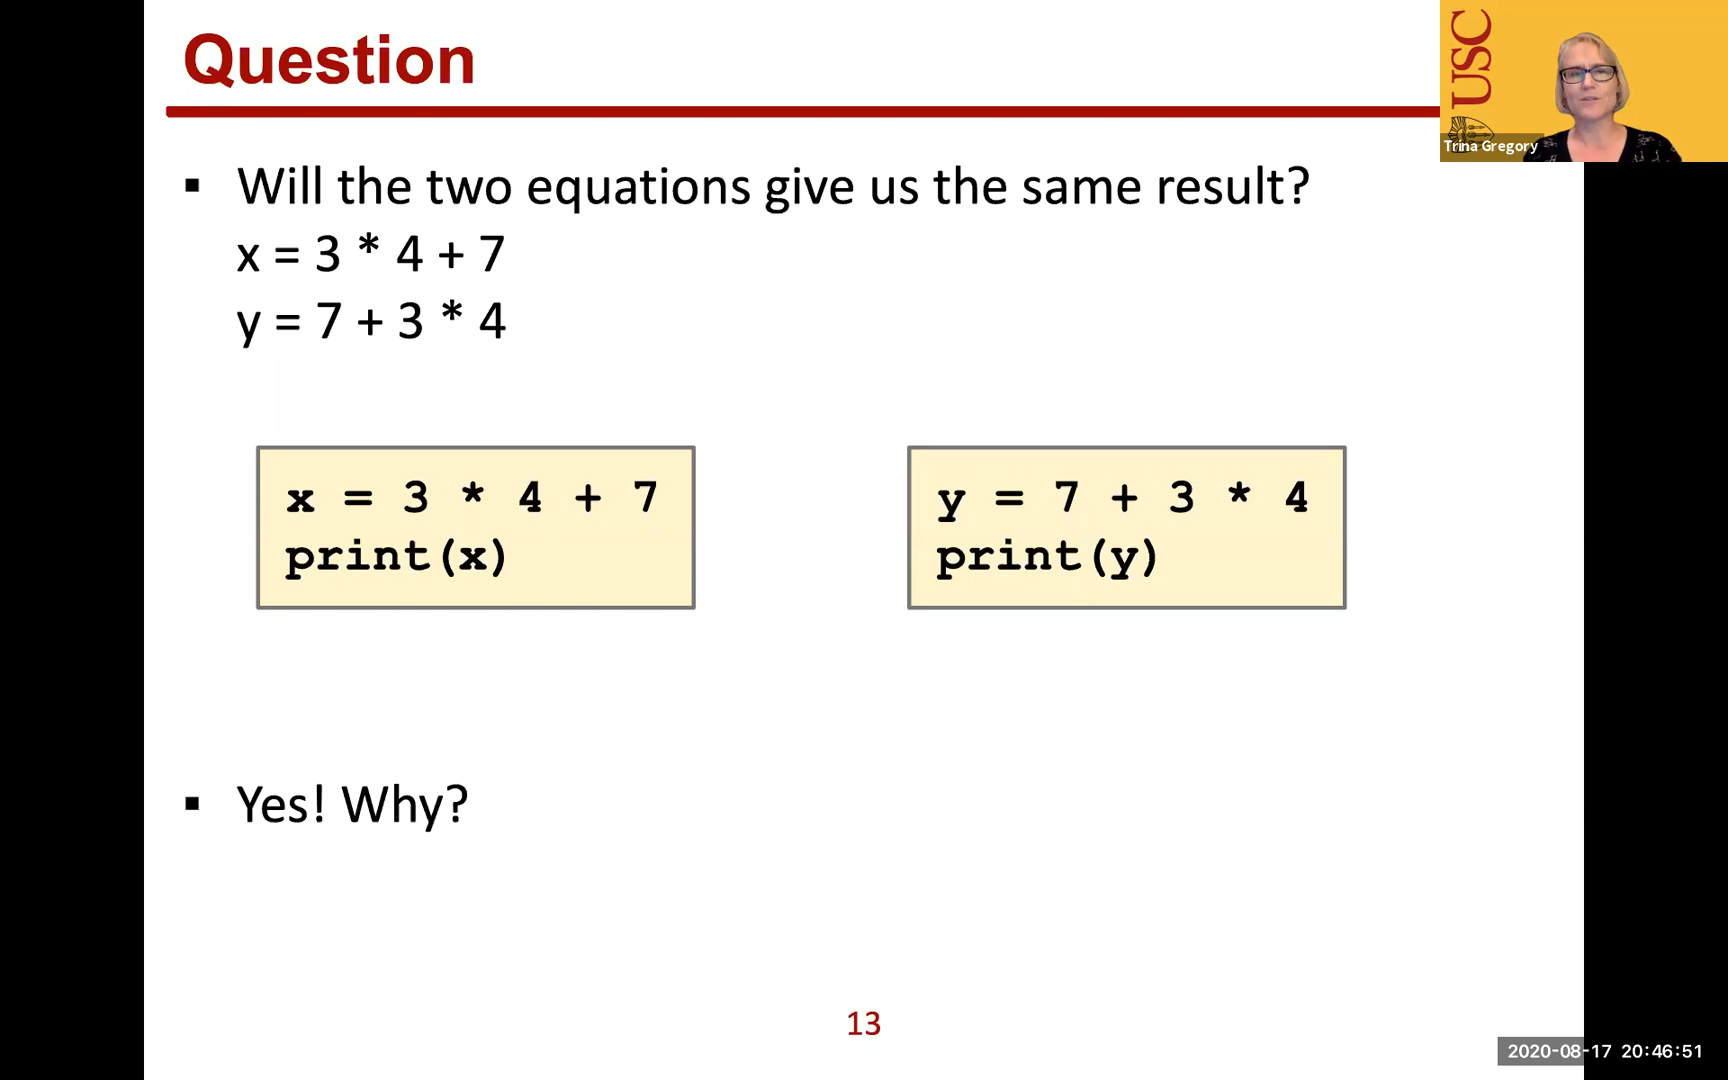 Question
USC
Trina Gregory
▪ Will the two equations give us the same result?
x = 3 * 4 + 7
y = 7 + 3 * 4
x = 3 * 4 + 7
print(x)
y = 7 + 3 * 4
print(y)
▪ Yes! Why?
13
2020-08-17 20:46:51